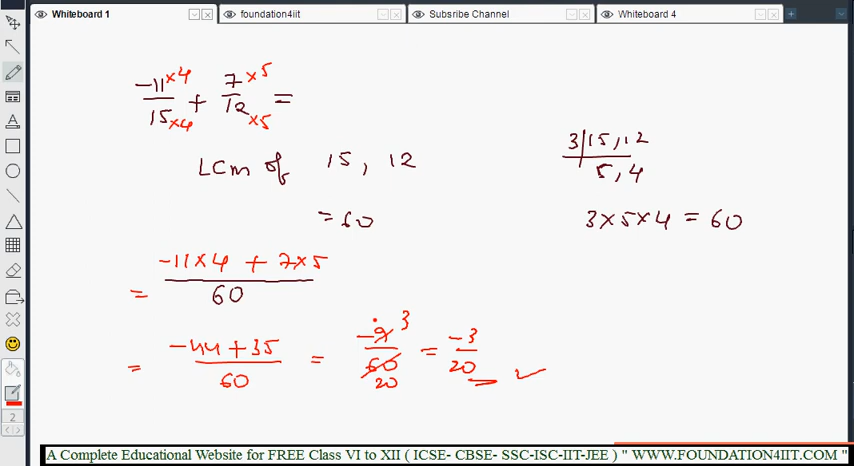 Whiteboard 1 foundation4iit Subsribe Channel Whiteboard 4
-11×4/15×4 + 7×5/12×5 =
LCM of 15, 12
= 60
3 | 15, 12
5, 4
3×5×4 = 60
= -11×4 + 7×5 / 60
= -44+35/60 = -9/60 3 20 = -3/20
2
A Complete Educational Website for FREE Class VI to XII ( ICSE- CBSE- SSC-ISC-IIT-JEE ) " WWW.FOUNDATION4IIT.COM "